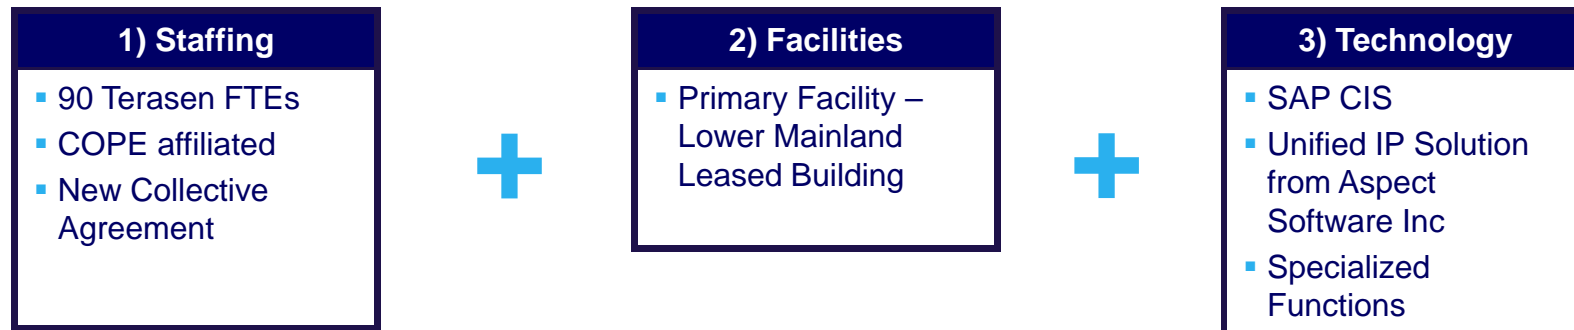 1) Staffing
▪ 90 Terasen FTEs
▪ COPE affiliated
▪ New Collective
Agreement
2) Facilities
▪ Primary Facility –
Lower Mainland
Leased Building
3) Technology
▪ SAP CIS
▪ Unified IP Solution
from Aspect
Software Inc
▪ Specialized
Functions